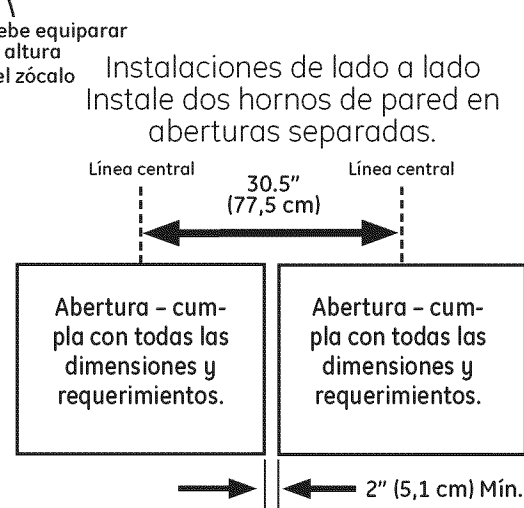 ebe equiparar
altura
el zócalo
Instalaciones de lado a lado
Instale dos hornos de pared en
aberturas separadas.
Línea central
Línea central
30.5”
(77,5 cm)
Abertura – cum-
pla con todas las
dimensiones y
requerimientos.
Abertura – cum-
pla con todas las
dimensiones y
requerimientos.
2” (5,1 cm) Mín.